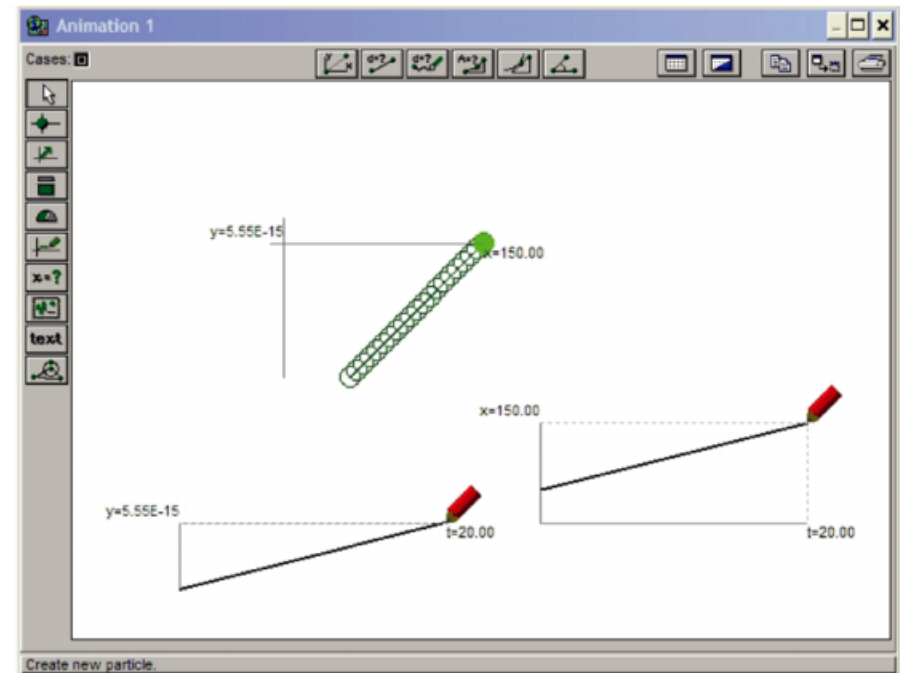 Animation 1
Cases:
y=5.55E-15
x=150.00
x=?
text
x=150.00
y=5.55E-15
t=20.00
t=20.00
Create new particle.